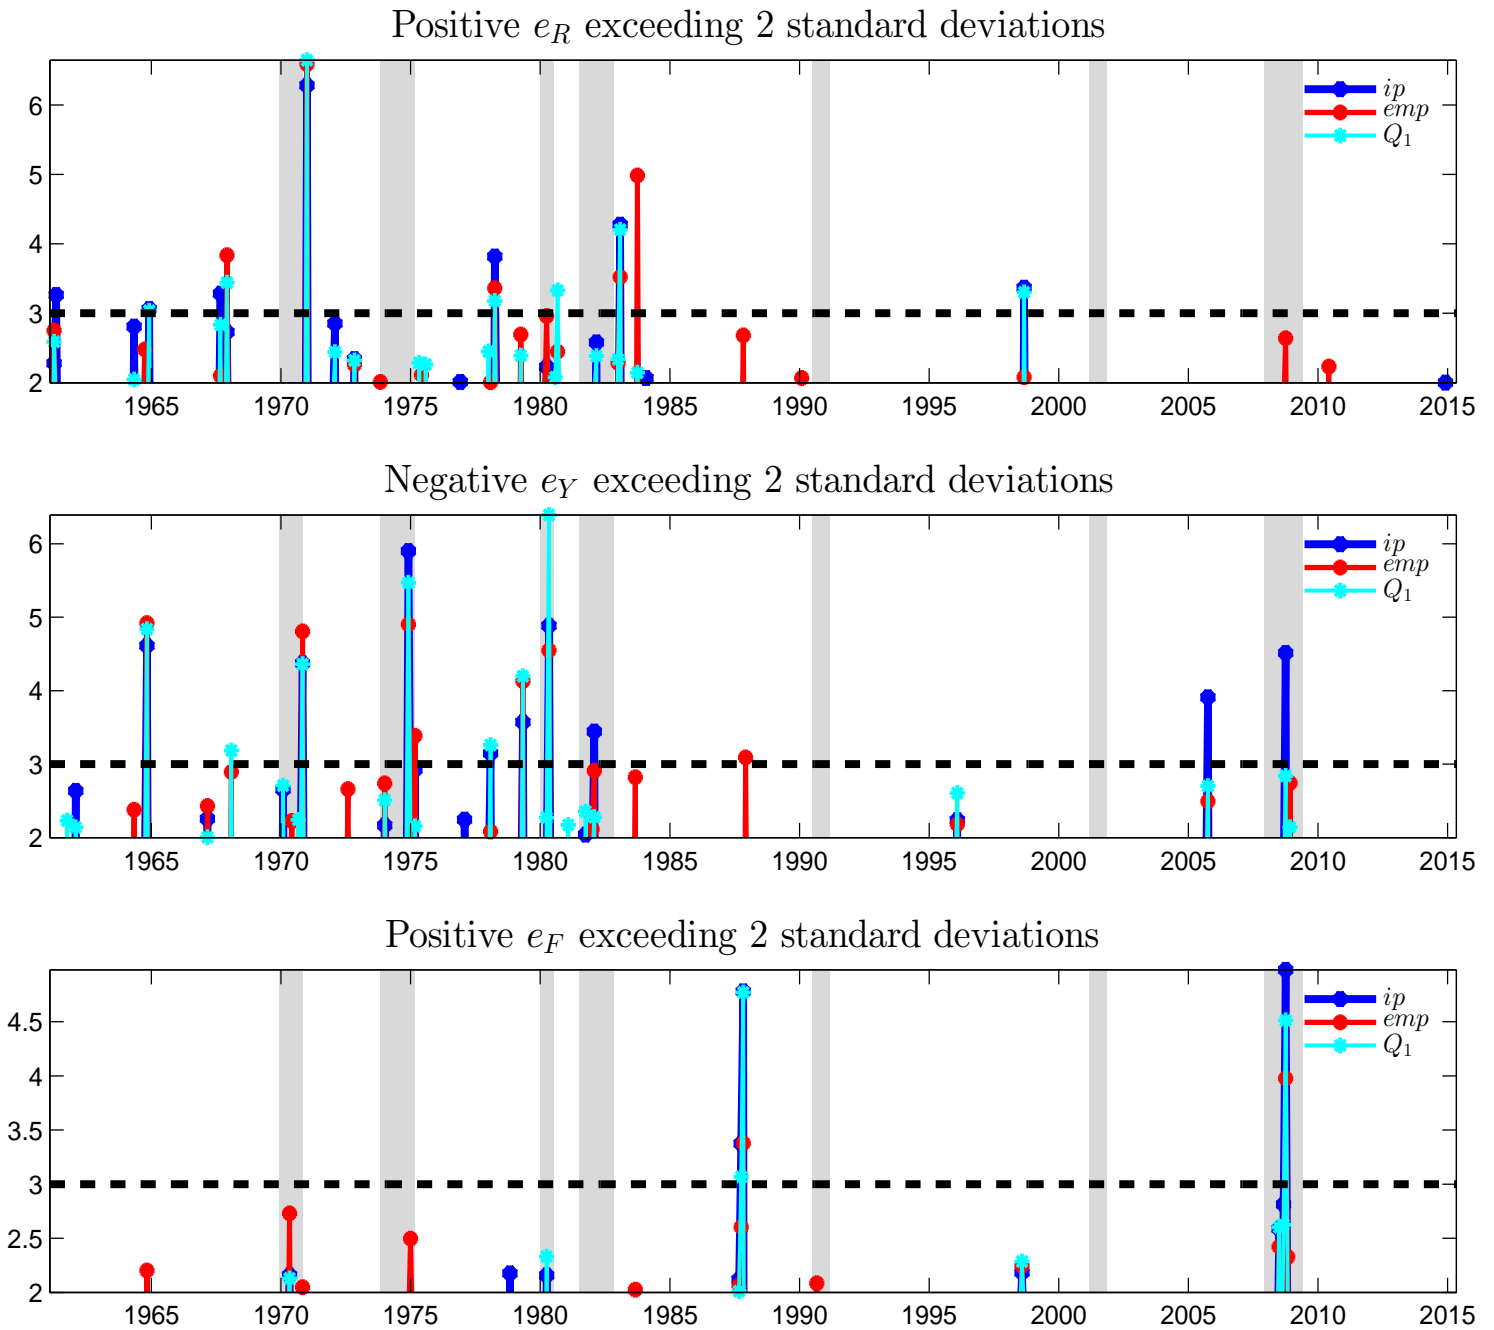 Positive e_R exceeding 2 standard deviations
6
5
4
3
2
ip
emp
Q_1
1965 1970 1975 1980 1985 1990 1995 2000 2005 2010 2015
Negative e_Y exceeding 2 standard deviations
6
5
4
3
2
ip
emp
Q_1
1965 1970 1975 1980 1985 1990 1995 2000 2005 2010 2015
Positive e_F exceeding 2 standard deviations
4.5
4
3.5
3
2.5
2
ip
emp
Q_1
1965 1970 1975 1980 1985 1990 1995 2000 2005 2010 2015